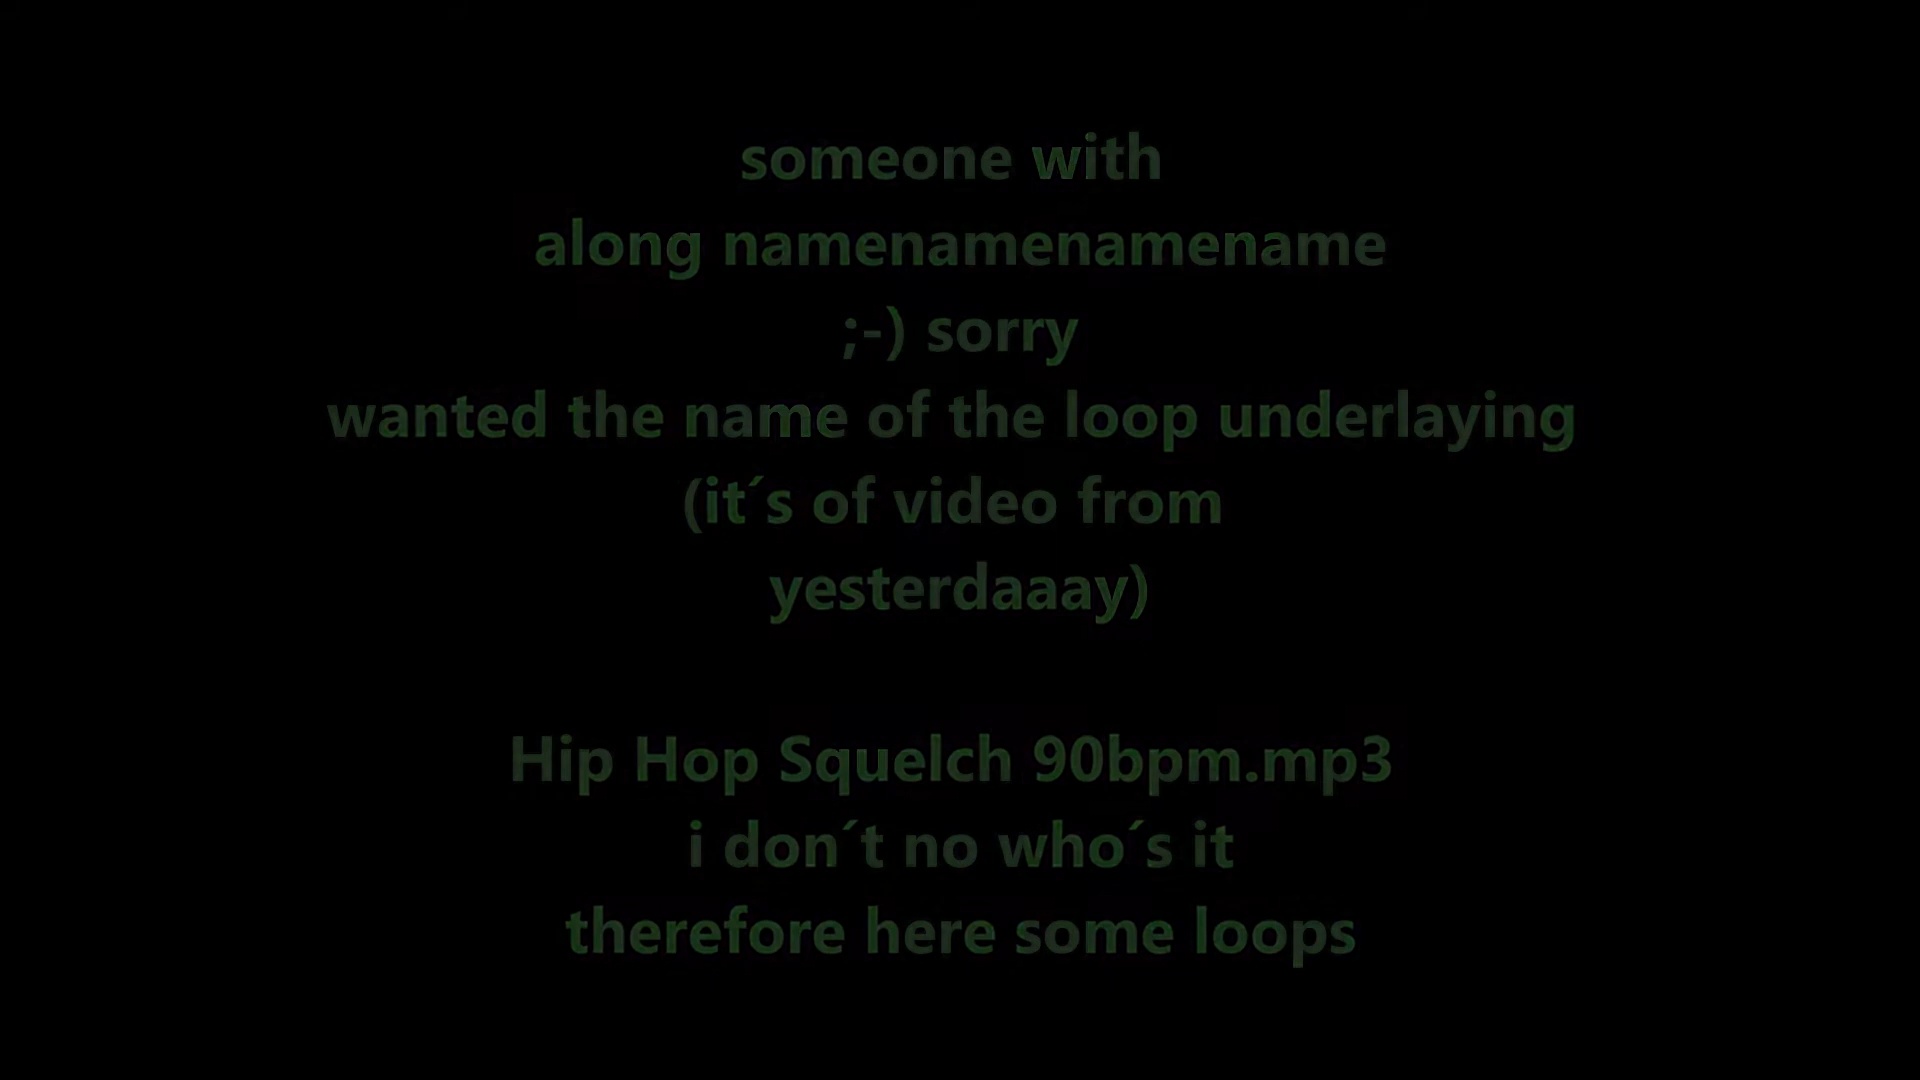 someone with
along namenamenamename
;-) sorry
wanted the name of the loop underlaying
(it´s of video from
yesterdaaay)
Hip Hop Squelch 90bpm.mp3
i don´t no who´s it
therefore here some loops